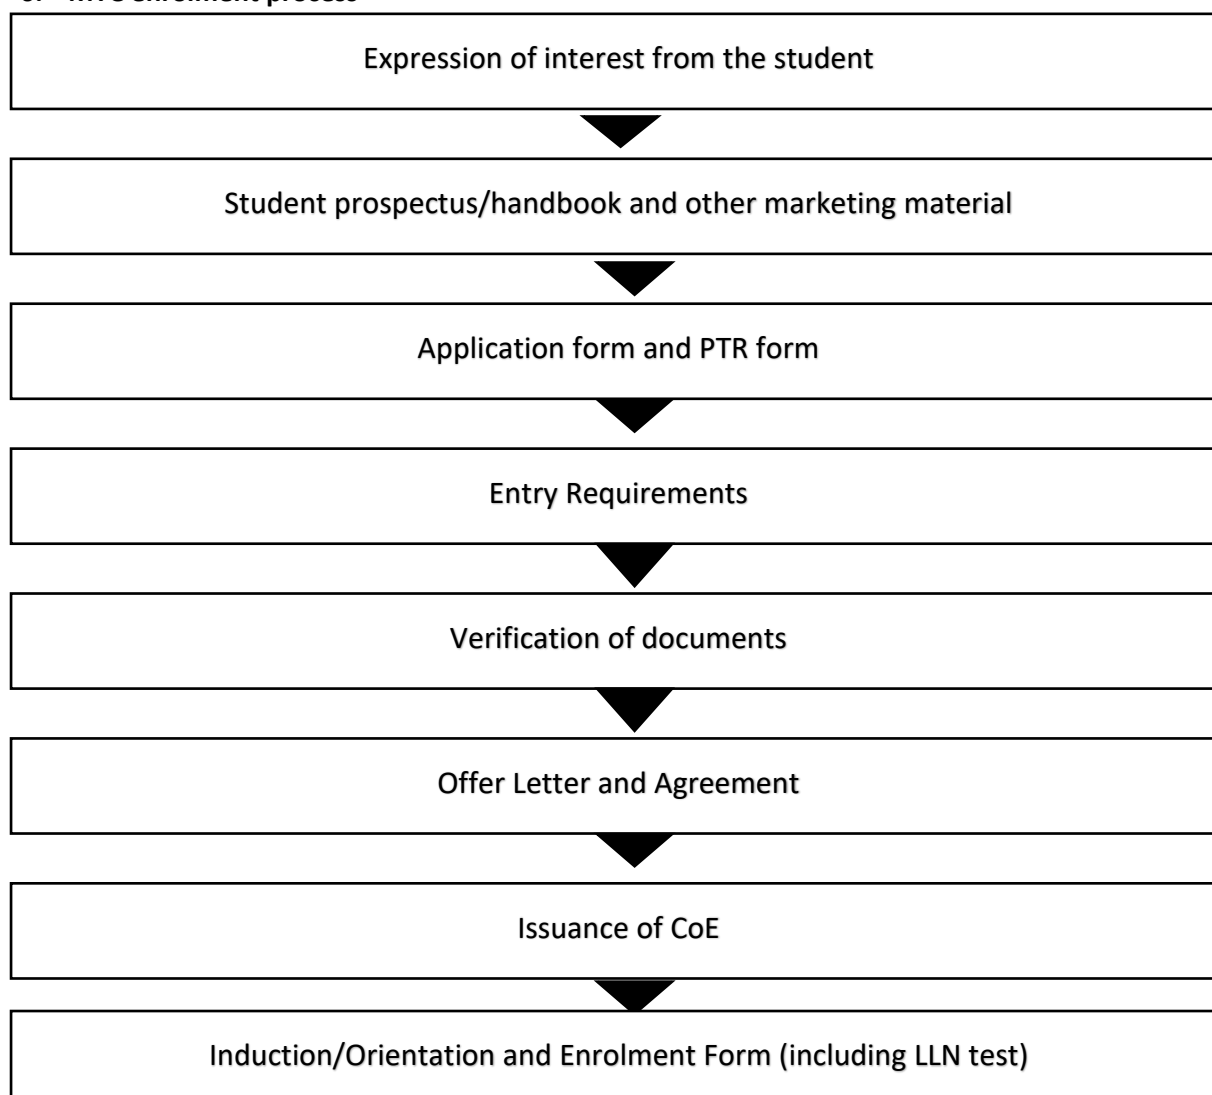 enrolment process
Expression of interest from the student
Student prospectus/handbook and other marketing material
Application form and PTR form
Entry Requirements
Verification of documents
Offer Letter and Agreement
Issuance of CoE
Induction/Orientation and Enrolment Form (including LLN test)